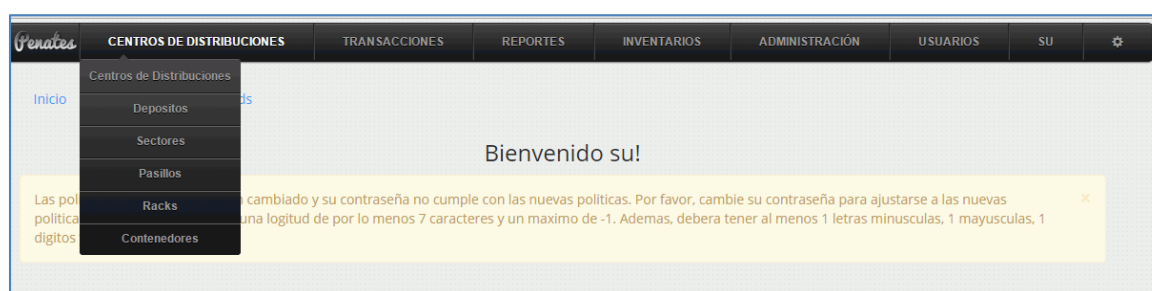 Penates CENTROS DE DISTRIBUCIONES TRANSACCIONES REPORTES INVENTARIOS ADMINISTRACIÓN USUARIOS SU
Centros de Distribuciones
Inicio ds
Depositos
Sectores
Bienvenido su!
Pasillos
Las pol cambiado y su contraseña no cumple con las nuevas politicas. Por favor, cambie su contraseña para ajustarse a las nuevas ×
Racks
politica una logitud de por lo menos 7 caracteres y un maximo de -1. Ademas, debera tener al menos 1 letras minusculas, 1 mayusculas, 1
digitos
Contenedores